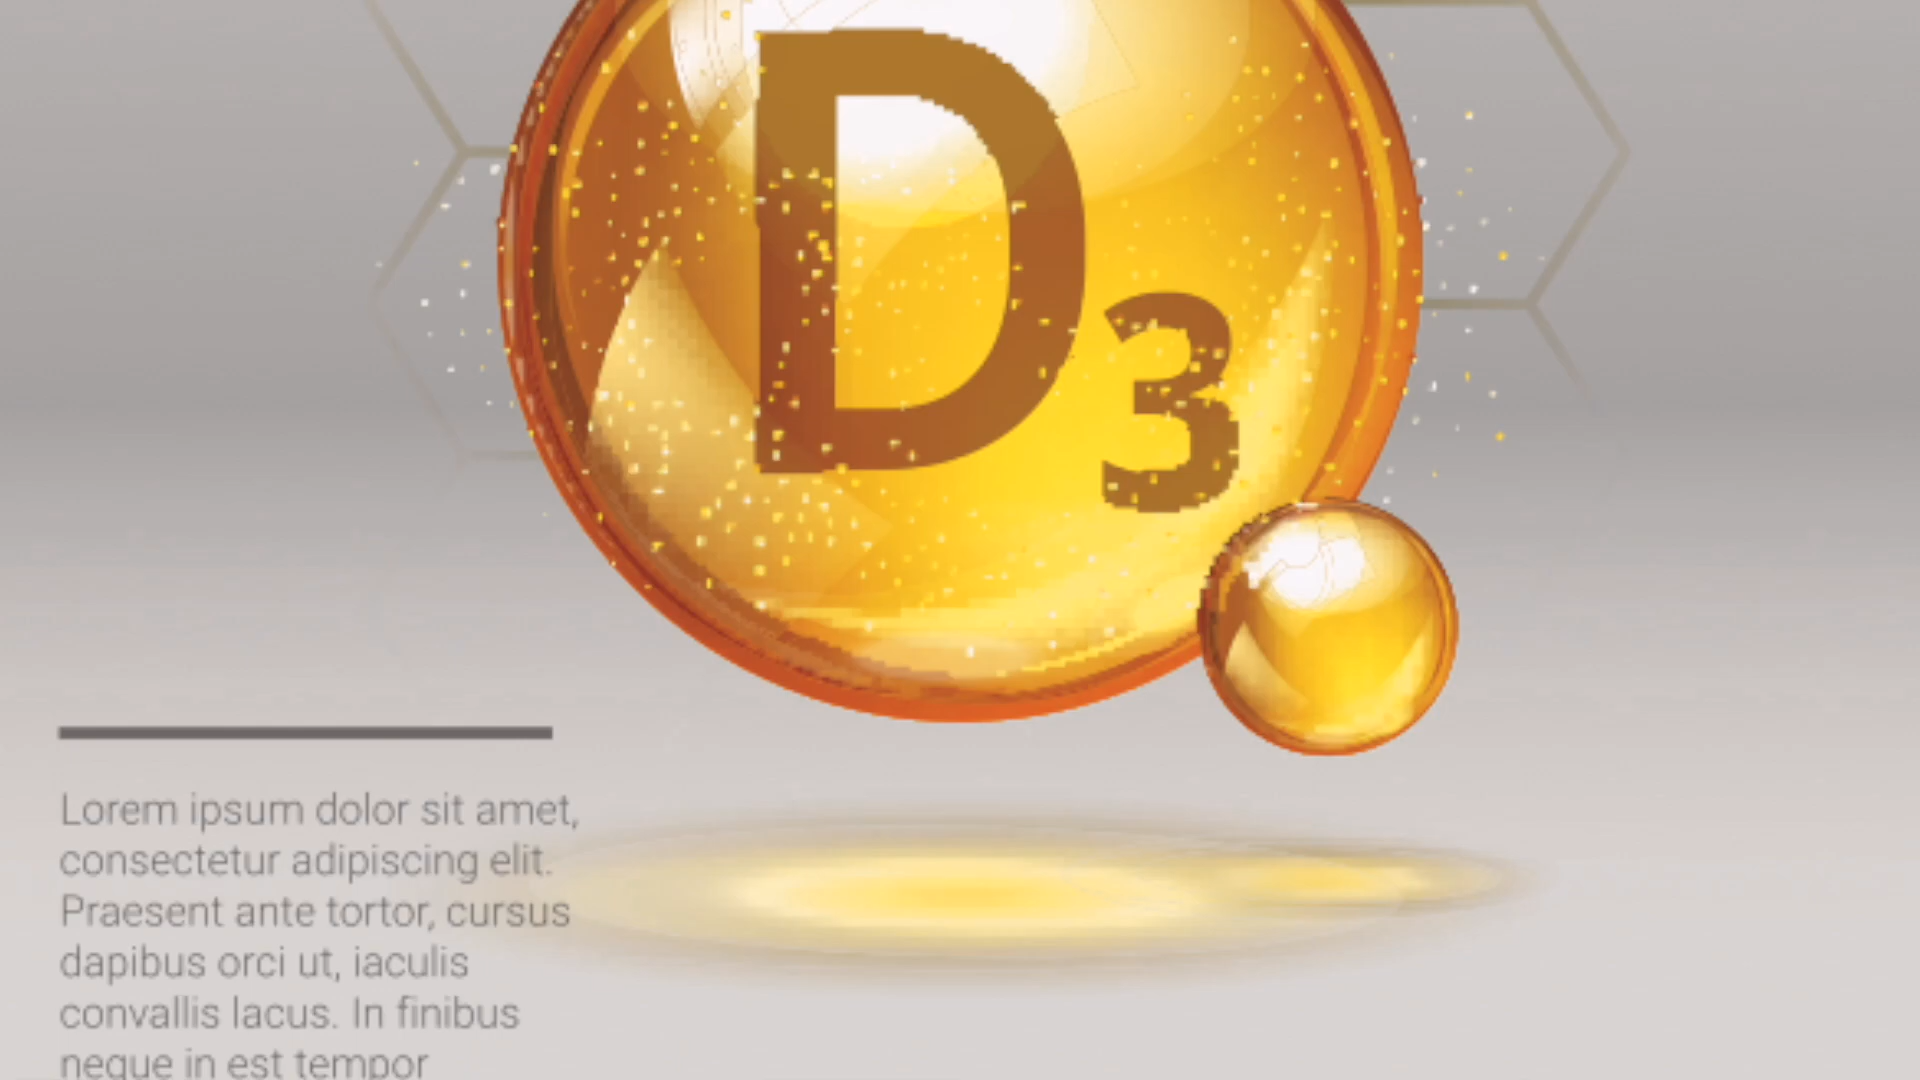 D3
Lorem ipsum dolor sit amet,
consectetur adipiscing elit.
Praesent ante tortor, cursus
dapibus orci ut, iaculis
convallis lacus. In finibus
neque in est tempor